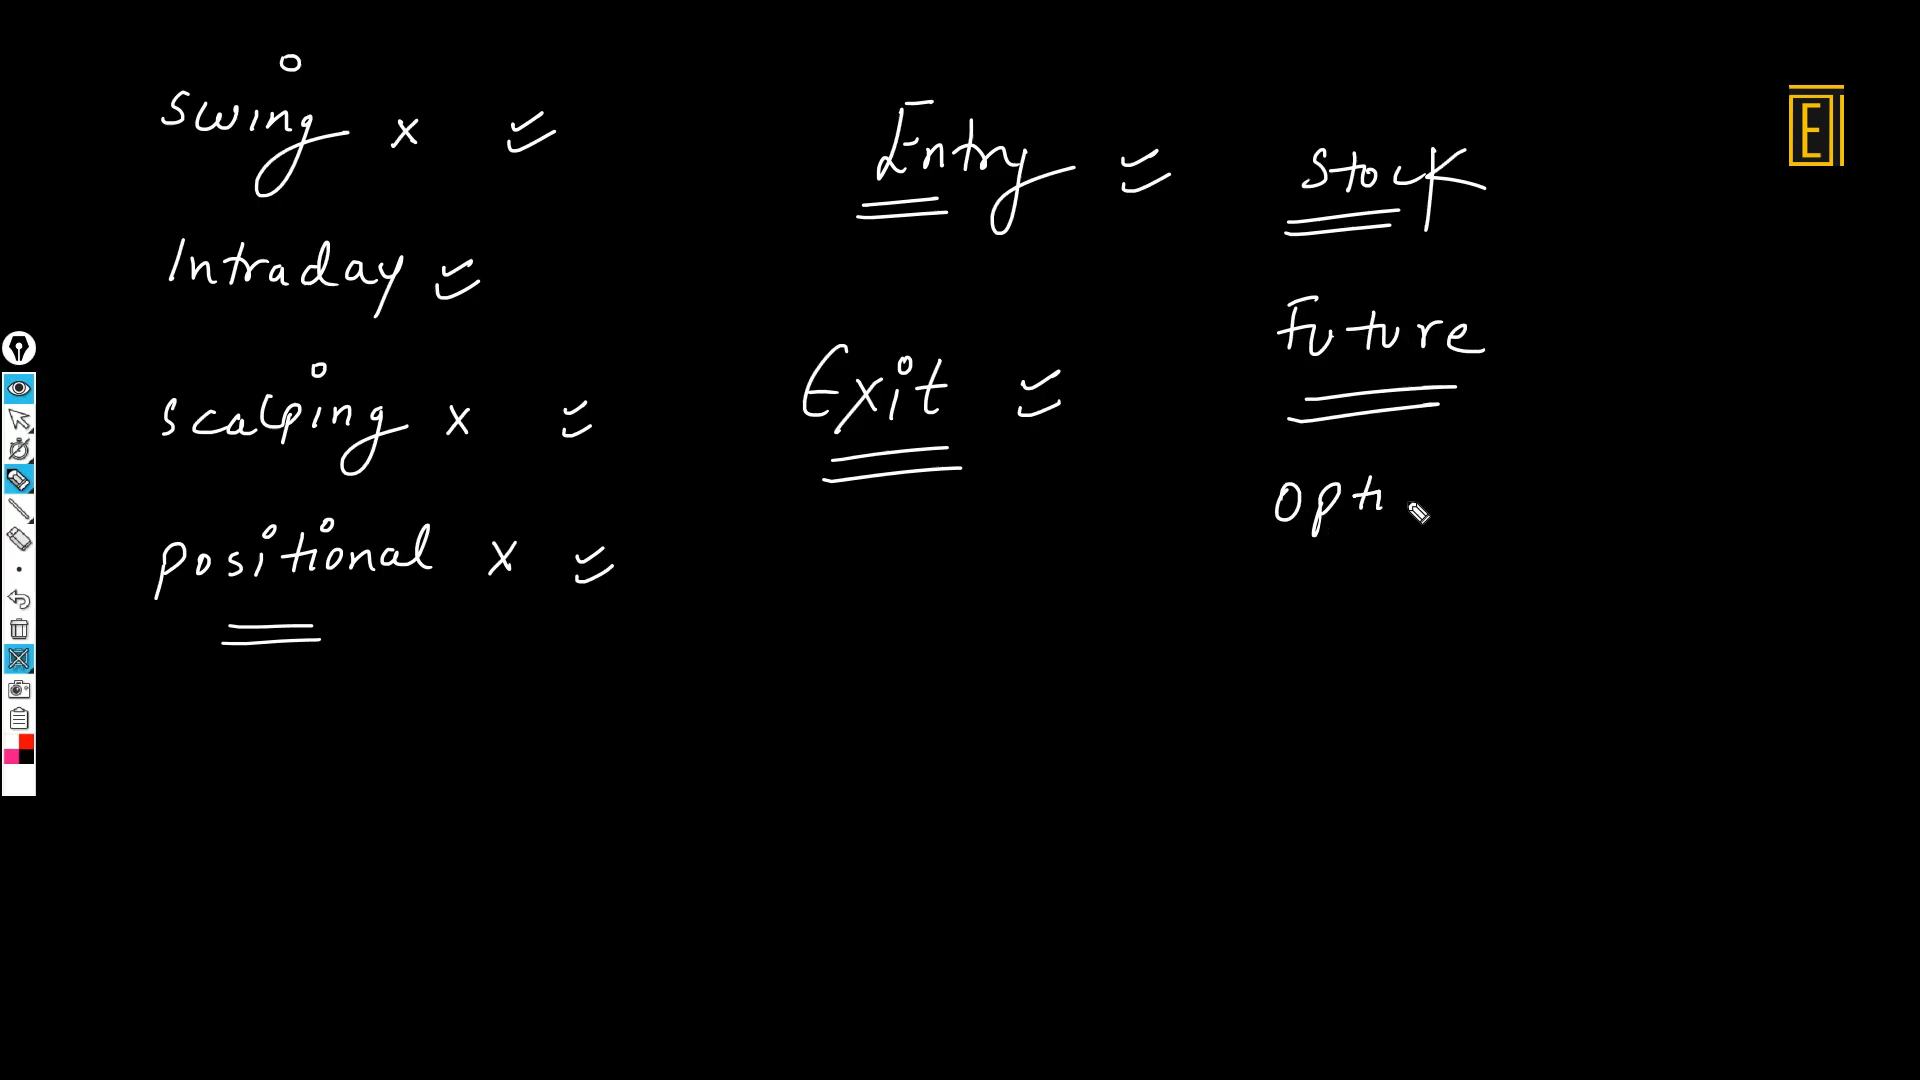 Swing x
Intraday
Scalping x
Positional x
Entry
Exit
Stock
Future
opti
E